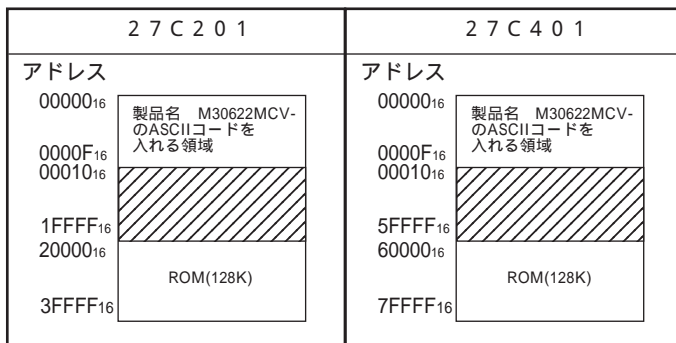 27C201
アドレス
00000₁₆
製品名 M30622MCV-
のASCIIコードを
入れる領域
0000F₁₆
00010₁₆
1FFFF₁₆
20000₁₆
ROM(128K)
3FFFF₁₆
27C401
アドレス
00000₁₆
製品名 M30622MCV-
のASCIIコードを
入れる領域
0000F₁₆
00010₁₆
5FFFF₁₆
60000₁₆
ROM(128K)
7FFFF₁₆